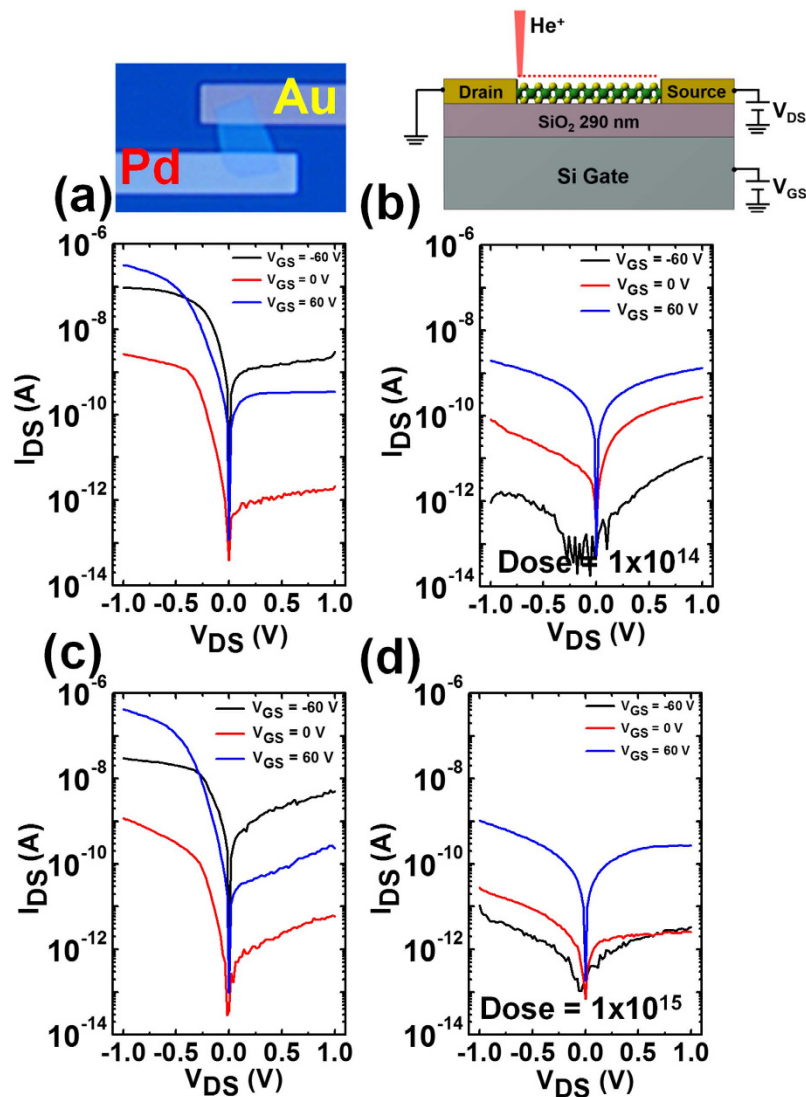 Au
Pd
He⁺
Drain
Source
SiO₂ 290 nm
Si Gate
V_DS
V_GS
(a)
(b)
10⁻⁶
10⁻⁸
10⁻¹⁰
10⁻¹²
10⁻¹⁴
I_DS (A)
V_GS = -60 V
V_GS = 0 V
V_GS = 60 V
-1.0 -0.5 0.0 0.5 1.0
V_DS (V)
10⁻⁶
10⁻⁸
10⁻¹⁰
10⁻¹²
10⁻¹⁴
I_DS (A)
V_GS = -60 V
V_GS = 0 V
V_GS = 60 V
Dose = 1x10¹⁴
-1.0 -0.5 0.0 0.5 1.0
V_DS (V)
(c)
(d)
10⁻⁶
10⁻⁸
10⁻¹⁰
10⁻¹²
10⁻¹⁴
I_DS (A)
V_GS = -60 V
V_GS = 0 V
V_GS = 60 V
-1.0 -0.5 0.0 0.5 1.0
V_DS (V)
10⁻⁶
10⁻⁸
10⁻¹⁰
10⁻¹²
10⁻¹⁴
I_DS (A)
V_GS = -60 V
V_GS = 0 V
V_GS = 60 V
Dose = 1x10¹⁵
-1.0 -0.5 0.0 0.5 1.0
V_DS (V)